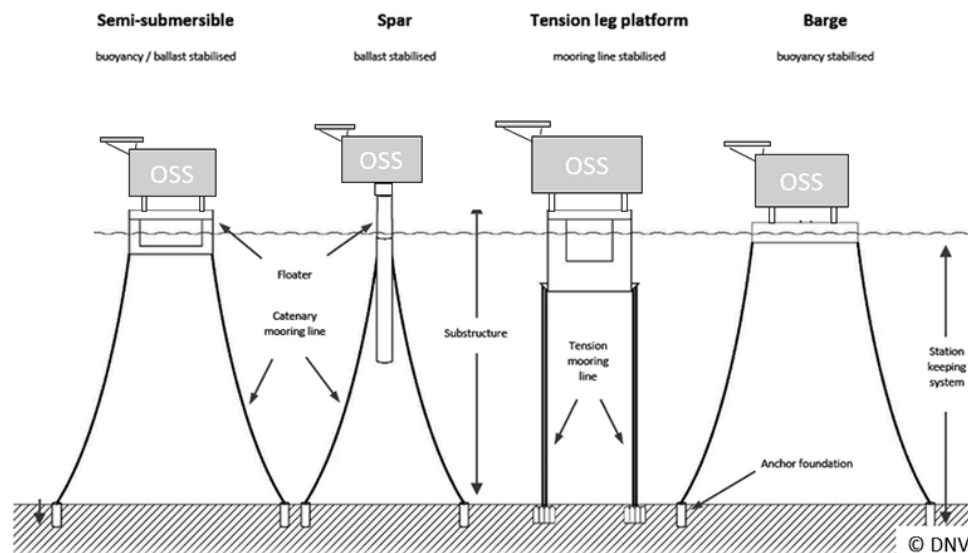 Semi-submersible
buoyancy / ballast stabilised
Spar
ballast stabilised
Tension leg platform
mooring line stabilised
Barge
buoyancy stabilised
OSS
OSS
OSS
OSS
Floater
Catenary
mooring line
Substructure
Tension
mooring
line
Station
keeping
system
Anchor foundation
© DNV